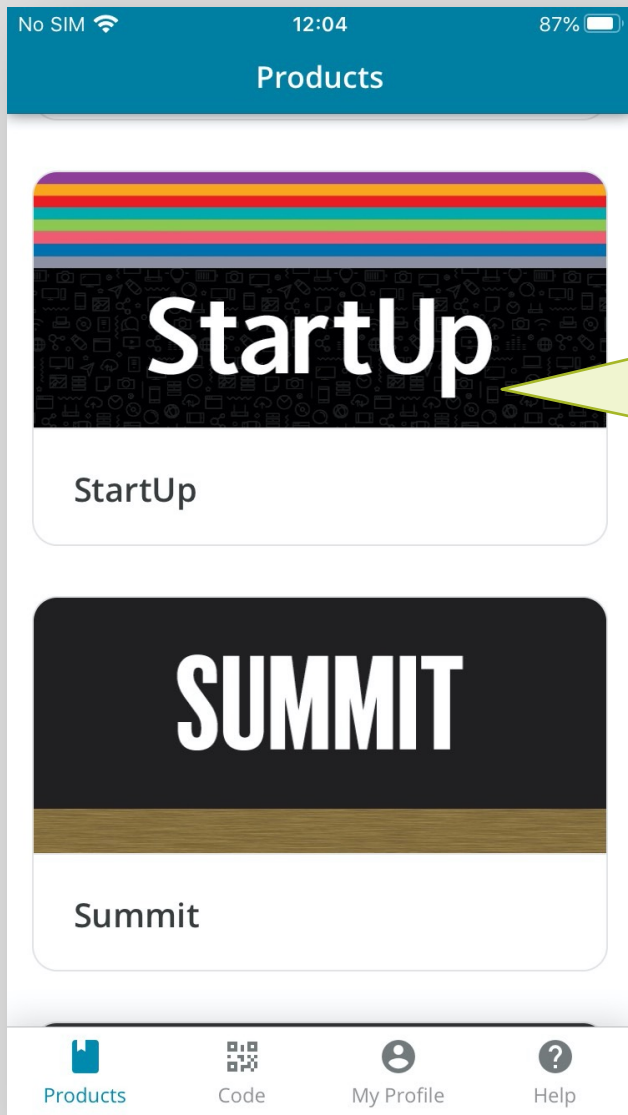 No SIM 12:04 87%
Products
StartUp
StartUp
SUMMIT
Summit
Products Code My Profile Help